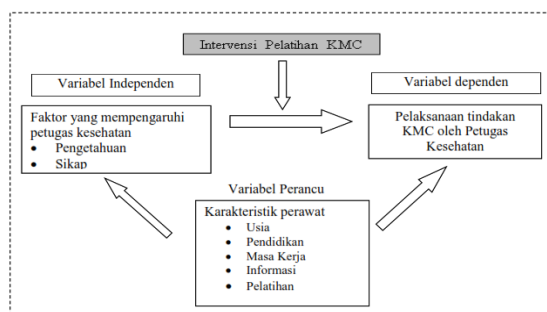 Intervensi Pelatihan KMC
Variabel Independen
Variabel dependen
Faktor yang mempengaruhi
petugas kesehatan
• Pengetahuan
• Sikap
Pelaksanaan tindakan
KMC oleh Petugas
Kesehatan
Variabel Perancu
Karakteristik perawat
• Usia
• Pendidikan
• Masa Kerja
• Informasi
• Pelatihan